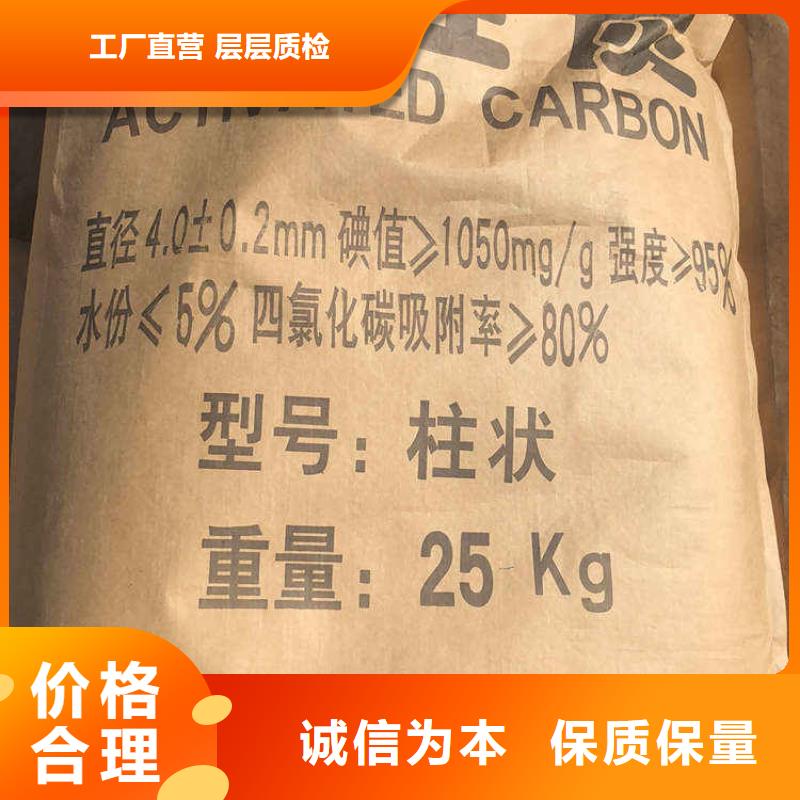 工厂直营 层层质检
ACTIVATED CARBON
直径4.0±0.2mm 碘值≥1050mg/g 强度≥95%
水份≤5% 四氯化碳吸附率≥80%
型号：柱状
重量：25 Kg
价格
合理
诚信为本 保质保量